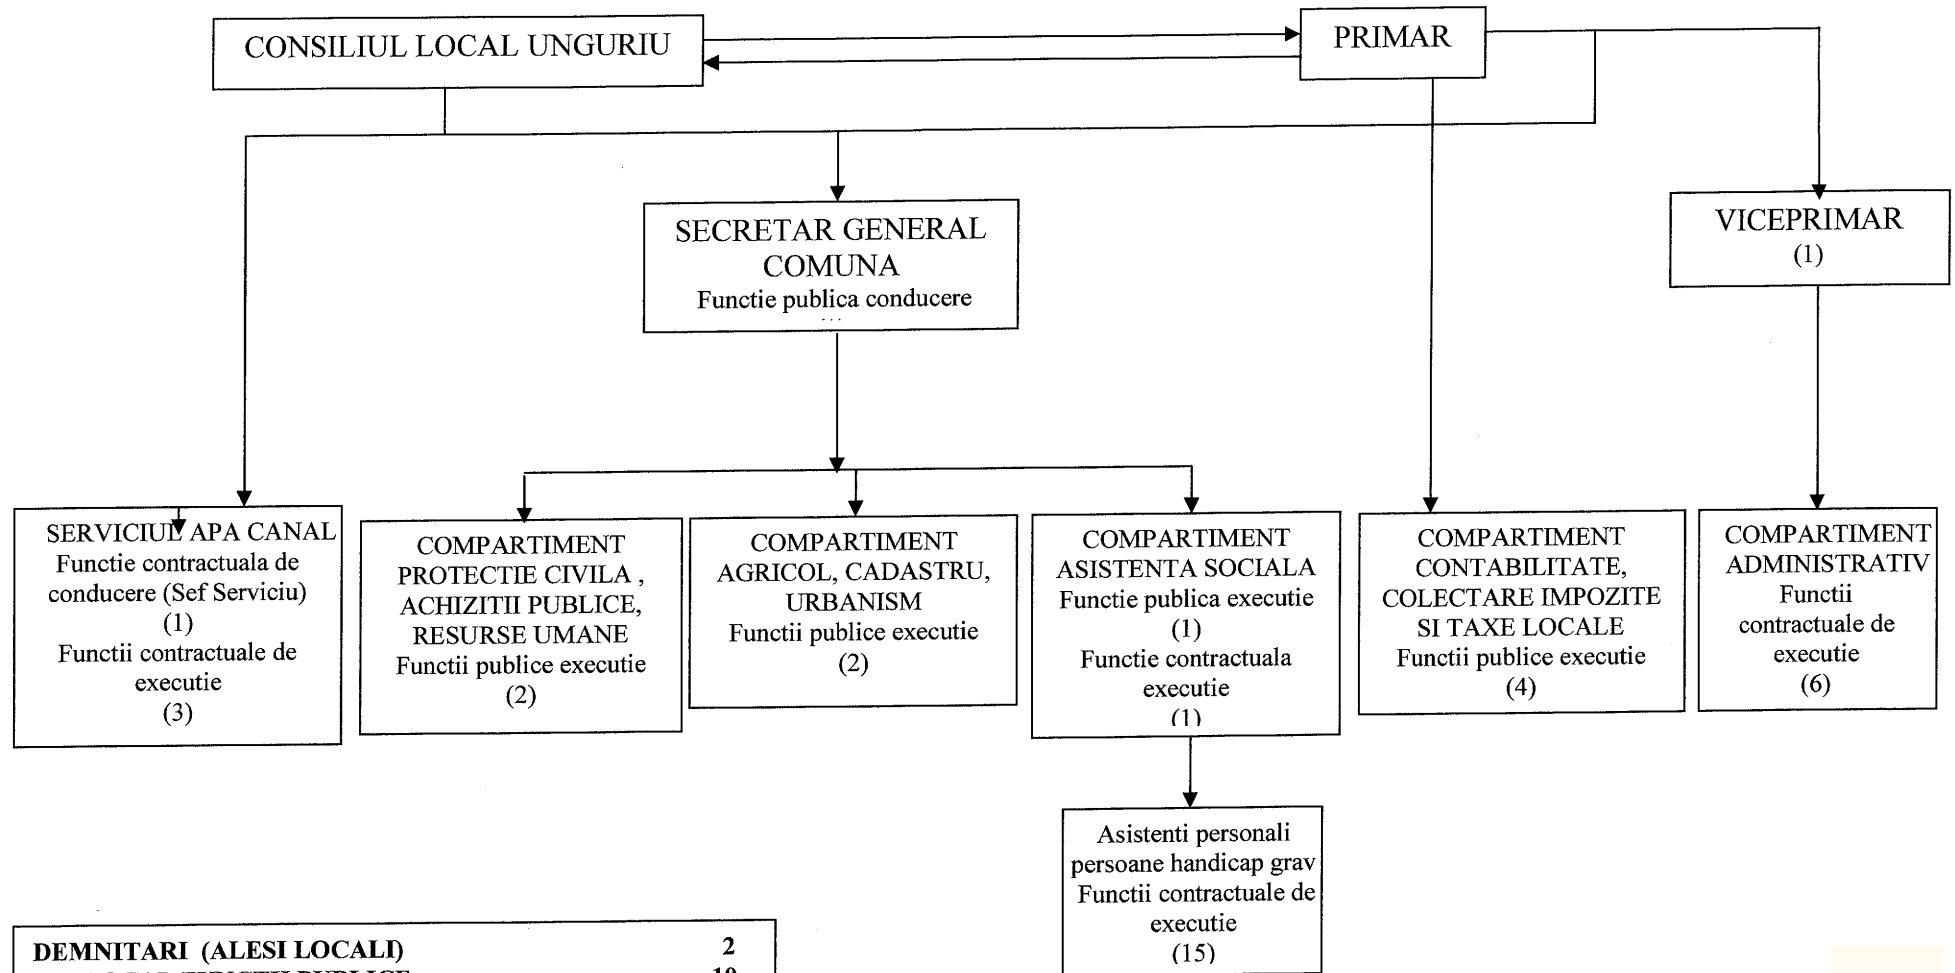 CONSILIUL LOCAL UNGURIU
PRIMAR
SECRETAR GENERAL
COMUNA
Functie publica conducere
VICEPRIMAR
(1)
SERVICIUL APA CANAL
Functie contractuala de
conducere (Sef Serviciu)
(1)
Functii contractuale de
executie
(3)
COMPARTIMENT
PROTECTIE CIVILA ,
ACHIZITII PUBLICE,
RESURSE UMANE
Functii publice executie
(2)
COMPARTIMENT
AGRICOL, CADASTRU,
URBANISM
Functii publice executie
(2)
COMPARTIMENT
ASISTENTA SOCIALA
Functie publica executie
(1)
Functie contractuala
executie
(1)
COMPARTIMENT
CONTABILITATE,
COLECTARE IMPOZITE
SI TAXE LOCALE
Functii publice executie
(4)
COMPARTIMENT
ADMINISTRATIV
Functii
contractuale de
executie
(6)
Asistenti personali
persoane handicap grav
Functii contractuale de
executie
(15)
DEMNITARI (ALESI LOCALI) 2